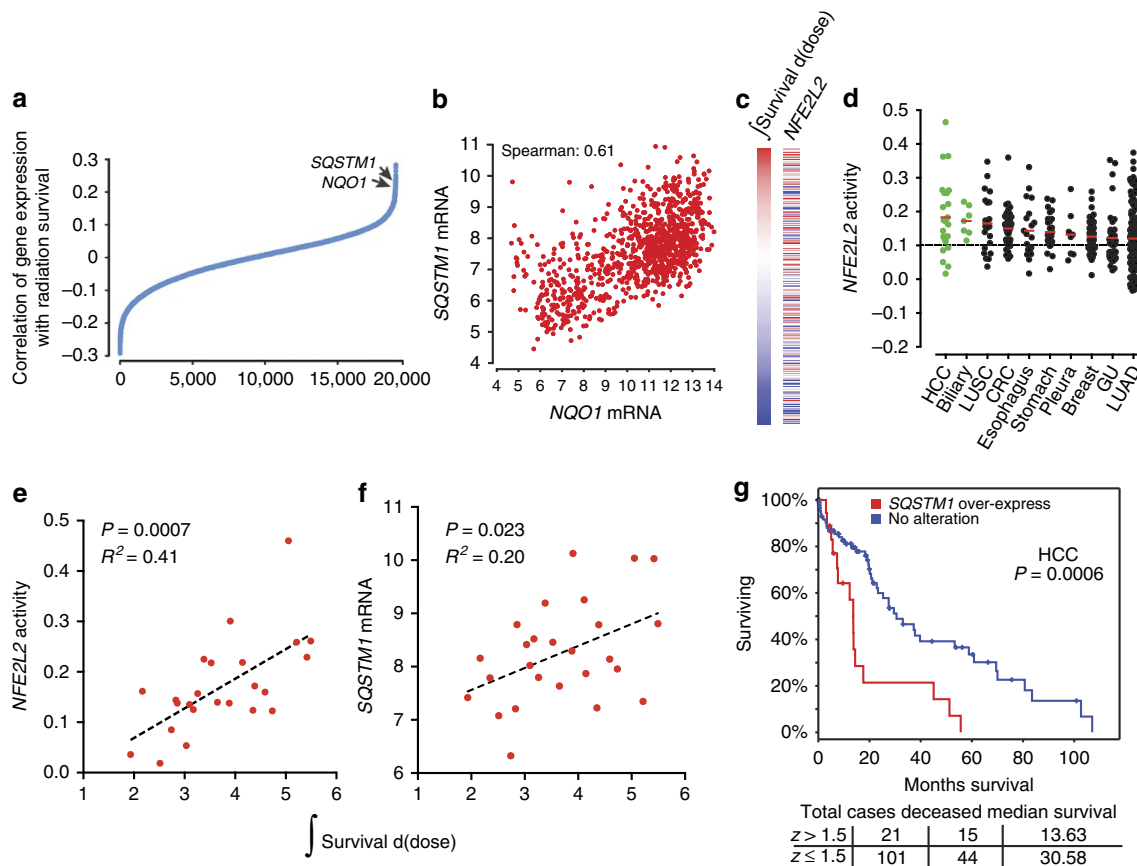 a
Correlation of gene expression
with radiation survival
0.3
0.2
0.1
0
−0.1
−0.2
−0.3
SQSTM1
NQO1
0 5,000 10,000 15,000 20,000
b
Spearman: 0.61
SQSTM1 mRNA
11
10
9
8
7
6
5
4
4 5 6 7 8 9 10 11 12 13 14
NQO1 mRNA
c
∫Survival d(dose)
NFE2L2
d
NFE2L2 activity
0.5
0.4
0.3
0.2
0.1
0.0
−0.1
−0.2
HCC
Biliary
LUSC
CRC
Esophagus
Stomach
Pleura
Breast
GU
LUAD
e
P = 0.0007
R² = 0.41
NFE2L2 activity
0.5
0.4
0.3
0.2
0.1
0.0
1 2 3 4 5 6
f
P = 0.023
R² = 0.20
SQSTM1 mRNA
11
10
9
8
7
6
1 2 3 4 5 6
∫ Survival d(dose)
g
SQSTM1 over-express
No alteration
HCC
P = 0.0006
Surviving
100%
80%
60%
40%
20%
0%
0 20 40 60 80 100
Months survival
Total cases deceased median survival
z > 1.5 21 15 13.63
z ≤ 1.5 101 44 30.58